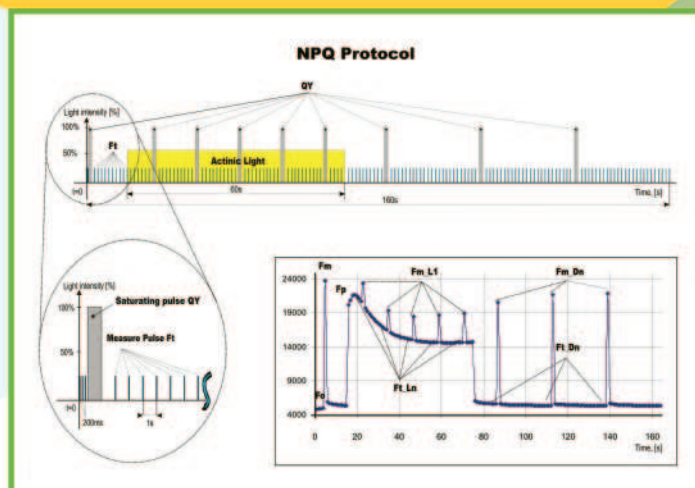 NPQ Protocol
QY
Light intensity [%]
100%
Ft
50%
Actinic Light
(∞)
60s
Time, [s]
160s
Light intensity [%]
100%
Saturating pulse QY
Measure Pulse Ft
50%
(∞)
200ms
1s
Fm
Fm_L1
Fm_Dn
24000
Fp
19000
14000
Ft_Dn
9000
Ft_Ln
Fo
4000
0 20 40 60 80 100 120 140 160
Time, [s]